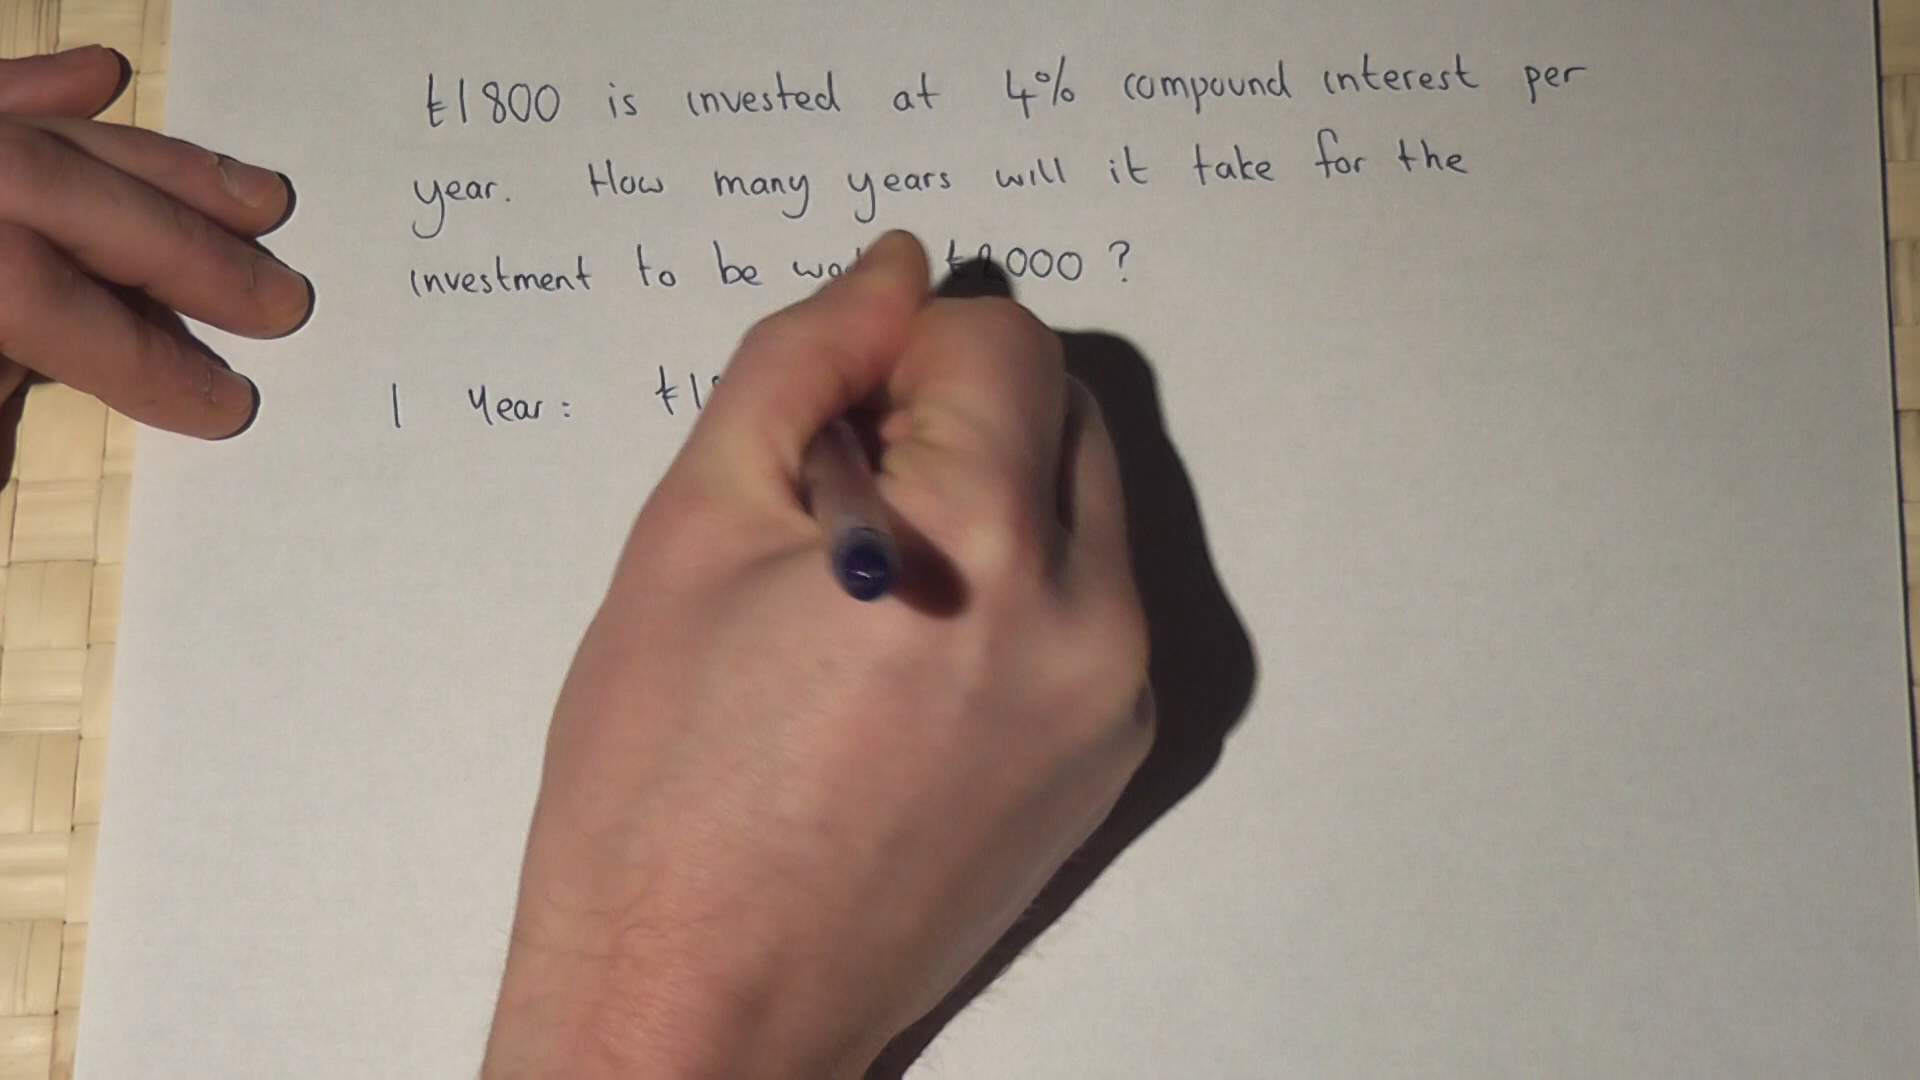 £1800 is invested at 4% compound interest per
year. How many years will it take for the
investment to be £2000 ?
1 Year: